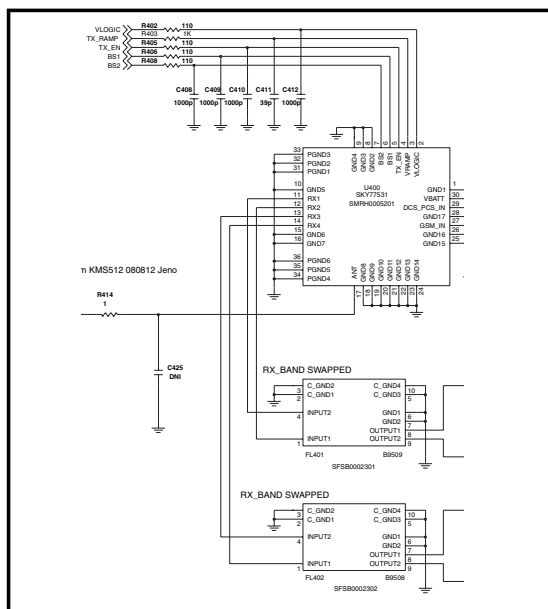 VLOGIC R402 110
TX_RAMP R403 1K
TX_EN R405 110
BS1 R406 110
BS2 R408 110
C408 C409 C410 C411 C412
1000p 1000p 1000p 39p 1000p
10 9 8 7 6 5 4 3 2
GND4 GND3 GND2 BS2 BS1 TX_EN VRAMP VLOGIC
33 PGND3
32 PGND2
31 PGND1
10 GND5
11 RX1
12 RX2
13 RX3
14 RX4
15 GND6
16 GND7
36 PGND6
35 PGND5
34 PGND4
U400
SKY77531
SMRH0005201
GND1 1
VBATT 30
DCS_PCS_IN 29
GND17 28
GSM_IN 27
GND16 26
GND15 25
ANT GND8 GND9 GND10 GND11 GND12 GND13 GND14
17 18 19 20 21 22 23 24
m KMS512 080812 Jeno
R414
1
C425
DNI
RX_BAND SWAPPED
3 C_GND2
2 C_GND1
4 INPUT2
1 INPUT1
C_GND4 10
C_GND3 5
GND1 6
GND2
OUTPUT1 7
OUTPUT2 8
9
FL401 B9509
SFSB0002301
RX_BAND SWAPPED
3 C_GND2
2 C_GND1
4 INPUT2
1 INPUT1
C_GND4 10
C_GND3 5
GND1 6
GND2
OUTPUT1 7
OUTPUT2 8
9
FL402 B9508
SFSB0002302